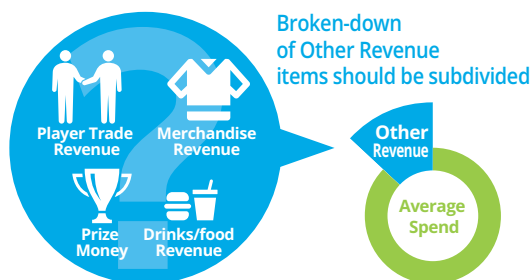 Broken-down
of Other Revenue
items should be subdivided
?
Player Trade
Revenue
Merchandise
Revenue
Prize
Money
Drinks/food
Revenue
Other
Revenue
Average
Spend